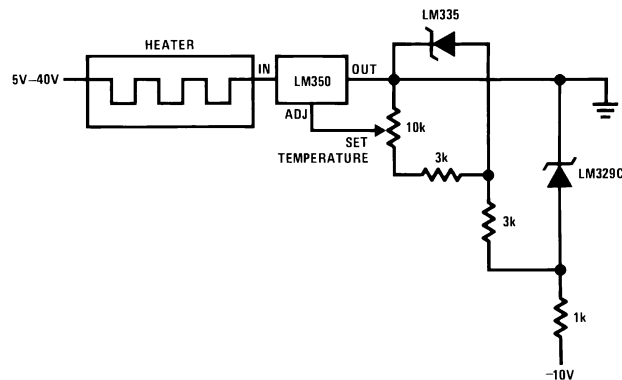 LM335
HEATER
5V–40V
IN
LM350
OUT
ADJ
10k
SET
TEMPERATURE
3k
3k
LM329C
1k
–10V